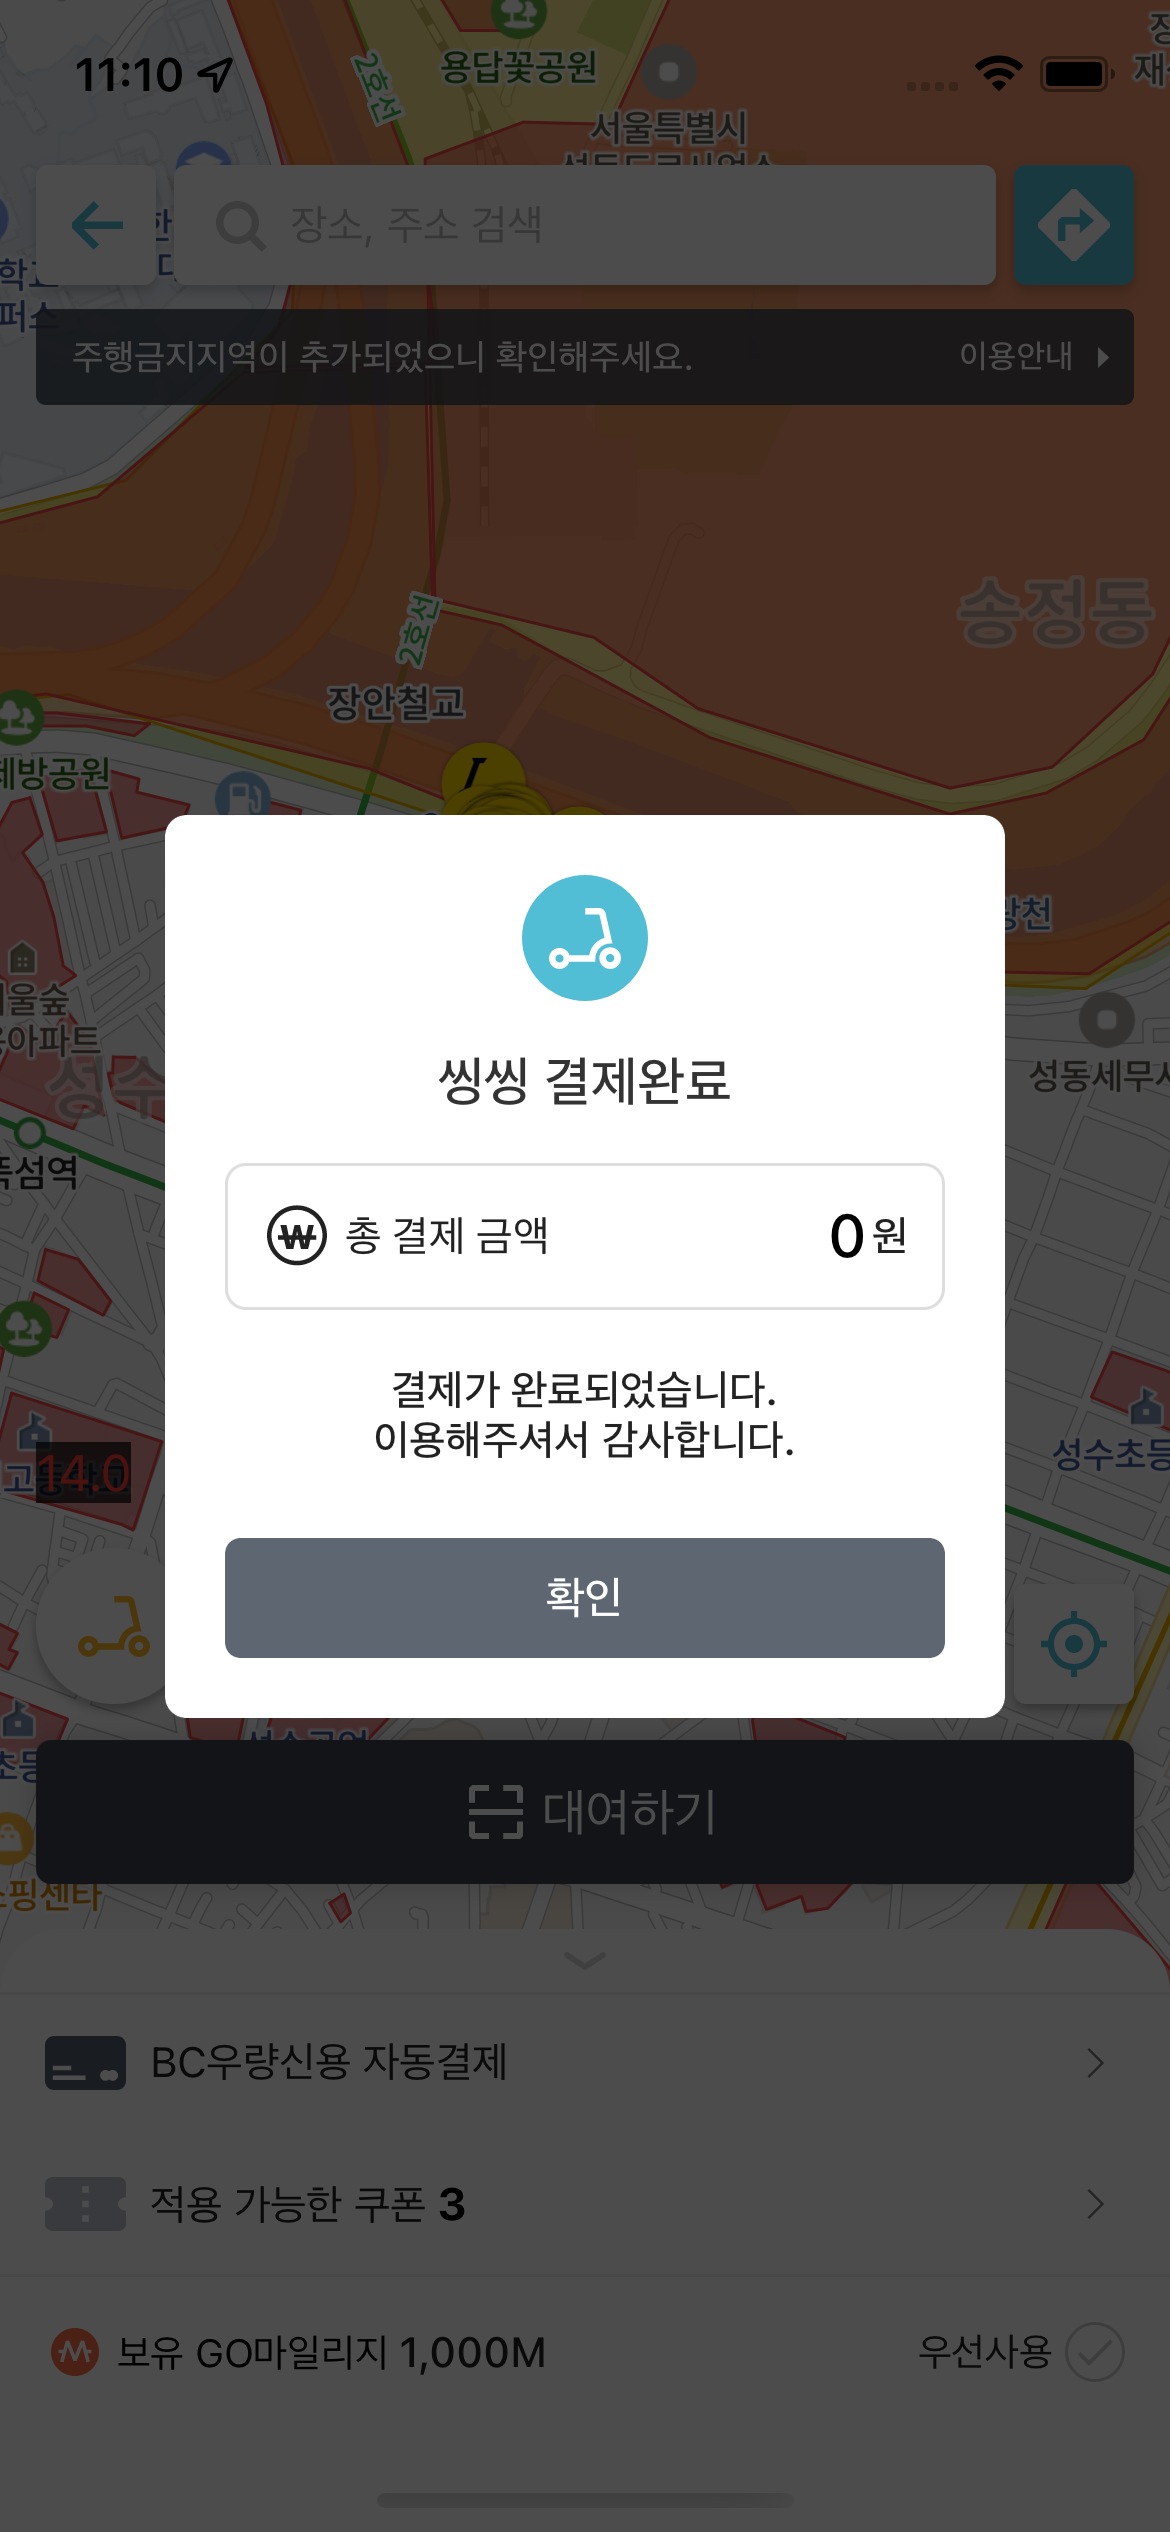 11:10
2호선
용답꽃공원
서울특별시
장소, 주소 검색
주행금지지역이 추가되었으니 확인해주세요.
이용안내
송정동
2호선
장안철교
씽씽 결제완료
총 결제 금액
0 원
결제가 완료되었습니다.
이용해주셔서 감사합니다.
확인
14.0
성수초등
대여하기
BC우량신용 자동결제
적용 가능한 쿠폰 3
보유 GO마일리지 1,000M
우선사용